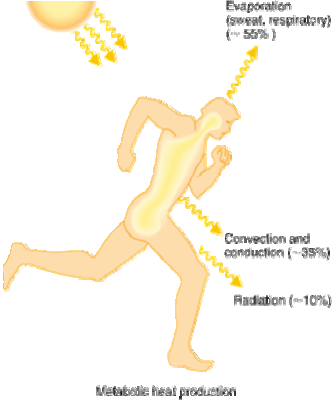 Evaporation
(sweat, respiratory)
(~ 55% )
Convection and
conduction (~35%)
Radiation (~10%)
Metabolic heat production